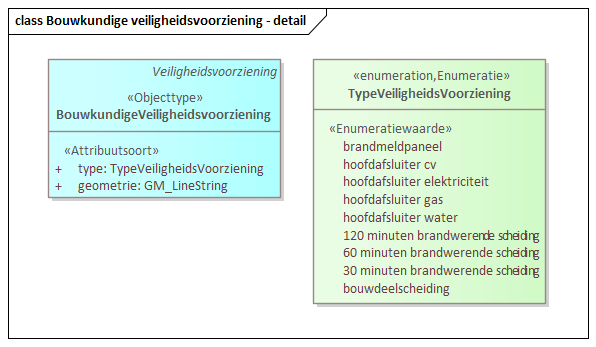 class Bouwkundige veiligheidsvoorziening - detail
Veiligheidsvoorziening
«Objecttype»
BouwkundigeVeiligheidsvoorziening
«Attribuutsoort»
+ type: TypeVeiligheidsVoorziening
+ geometrie: GM_LineString
«enumeration,Enumeratie»
TypeVeiligheidsVoorziening
«Enumeratiewaarde»
brandmeldpaneel
hoofdafsluiter cv
hoofdafsluiter elektriciteit
hoofdafsluiter gas
hoofdafsluiter water
120 minuten brandwerende scheiding
60 minuten brandwerende scheiding
30 minuten brandwerende scheiding
bouwdeelscheiding